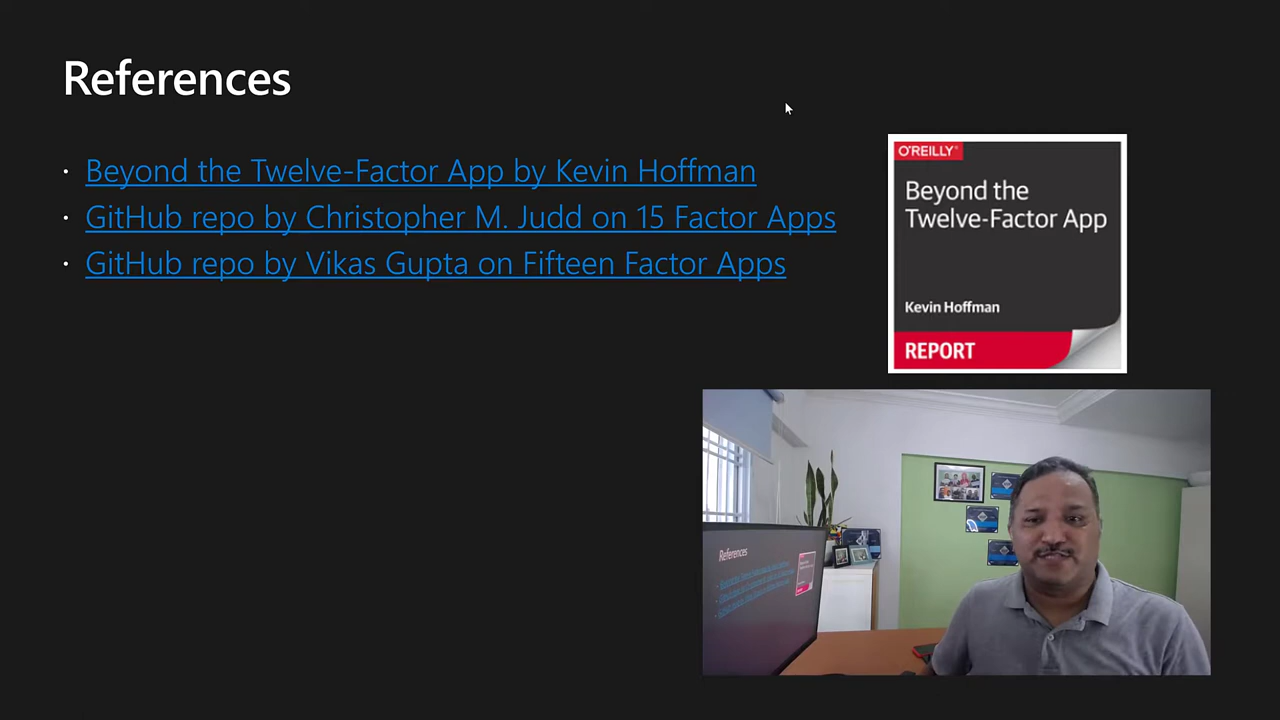 References
· Beyond the Twelve-Factor App by Kevin Hoffman
· GitHub repo by Christopher M. Judd on 15 Factor Apps
· GitHub repo by Vikas Gupta on Fifteen Factor Apps
O'REILLY®
Beyond the
Twelve-Factor App
Kevin Hoffman
REPORT
References